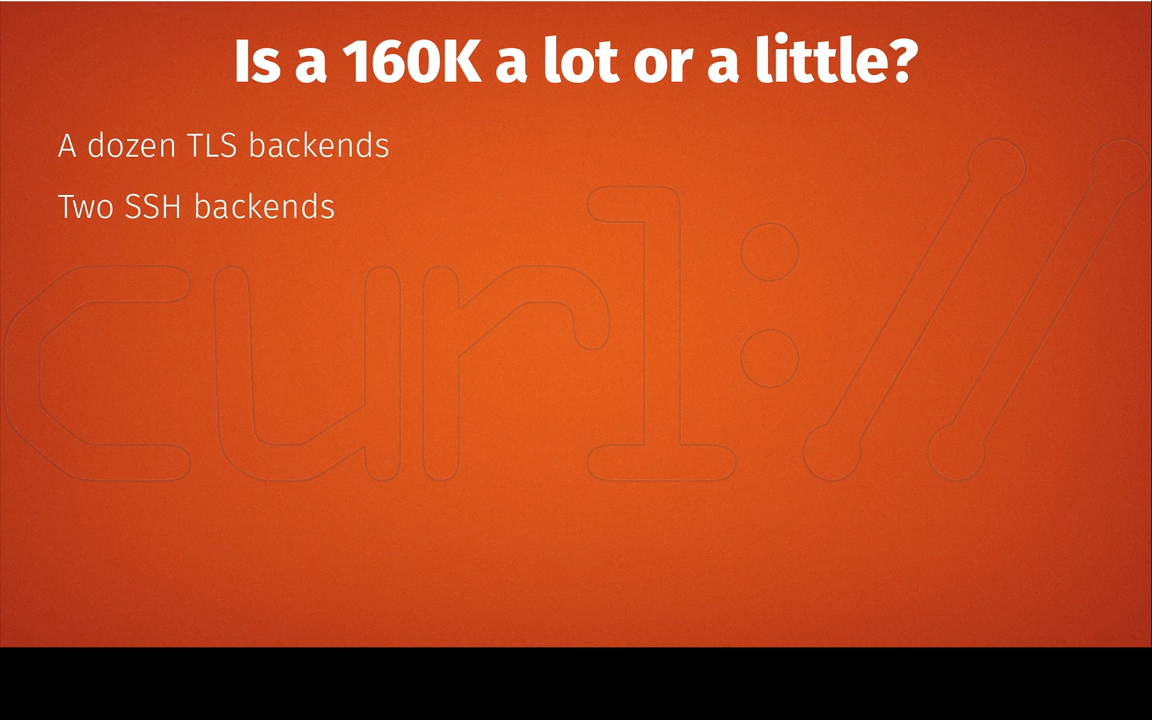 Is a 160K a lot or a little?
A dozen TLS backends
Two SSH backends
curl://